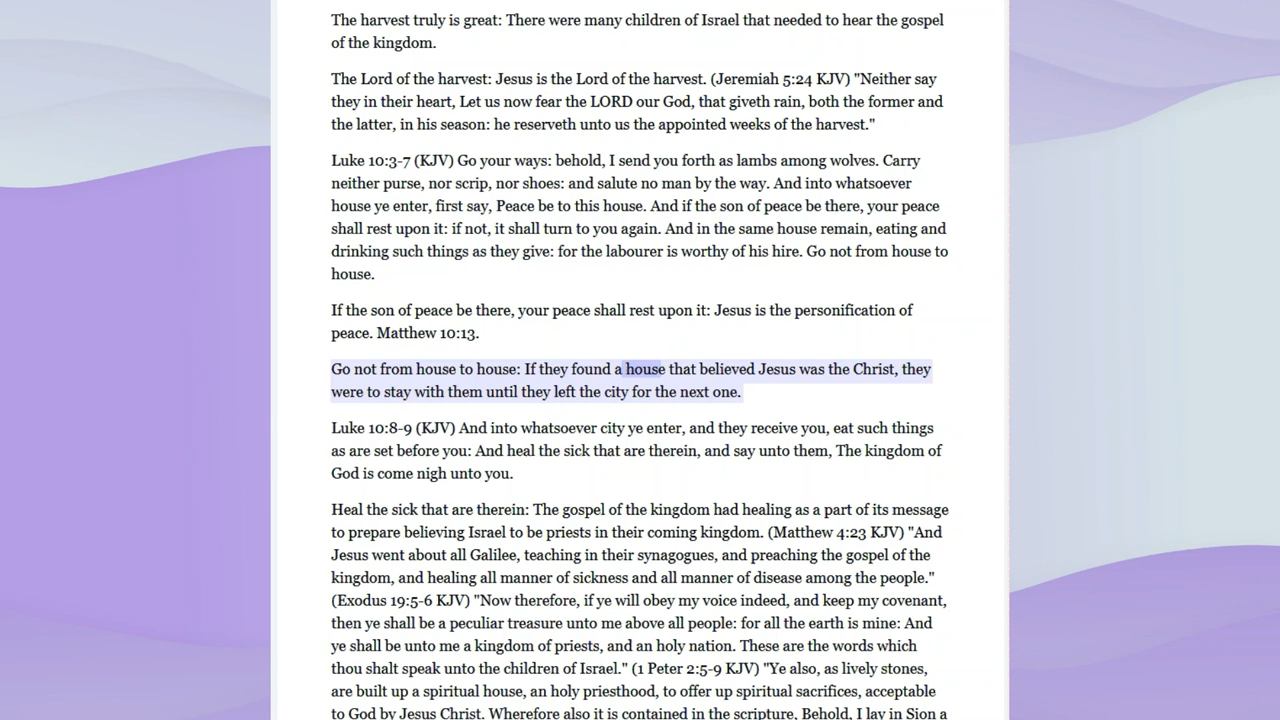 The harvest truly is great: There were many children of Israel that needed to hear the gospel
of the kingdom.
The Lord of the harvest: Jesus is the Lord of the harvest. (Jeremiah 5:24 KJV) "Neither say
they in their heart, Let us now fear the LORD our God, that giveth rain, both the former and
the latter, in his season: he reserveth unto us the appointed weeks of the harvest."
Luke 10:3-7 (KJV) Go your ways: behold, I send you forth as lambs among wolves. Carry
neither purse, nor scrip, nor shoes: and salute no man by the way. And into whatsoever
house ye enter, first say, Peace be to this house. And if the son of peace be there, your peace
shall rest upon it: if not, it shall turn to you again. And in the same house remain, eating and
drinking such things as they give: for the labourer is worthy of his hire. Go not from house to
house.
If the son of peace be there, your peace shall rest upon it: Jesus is the personification of
peace. Matthew 10:13.
Go not from house to house: If they found a house that believed Jesus was the Christ, they
were to stay with them until they left the city for the next one.
Luke 10:8-9 (KJV) And into whatsoever city ye enter, and they receive you, eat such things
as are set before you: And heal the sick that are therein, and say unto them, The kingdom of
God is come nigh unto you.
Heal the sick that are therein: The gospel of the kingdom had healing as a part of its message
to prepare believing Israel to be priests in their coming kingdom. (Matthew 4:23 KJV) "And
Jesus went about all Galilee, teaching in their synagogues, and preaching the gospel of the
kingdom, and healing all manner of sickness and all manner of disease among the people."
(Exodus 19:5-6 KJV) "Now therefore, if ye will obey my voice indeed, and keep my covenant,
then ye shall be a peculiar treasure unto me above all people: for all the earth is mine: And
ye shall be unto me a kingdom of priests, and an holy nation. These are the words which
thou shalt speak unto the children of Israel." (1 Peter 2:5-9 KJV) "Ye also, as lively stones,
are built up a spiritual house, an holy priesthood, to offer up spiritual sacrifices, acceptable
to God by Jesus Christ. Wherefore also it is contained in the scripture, Behold, I lay in Sion a